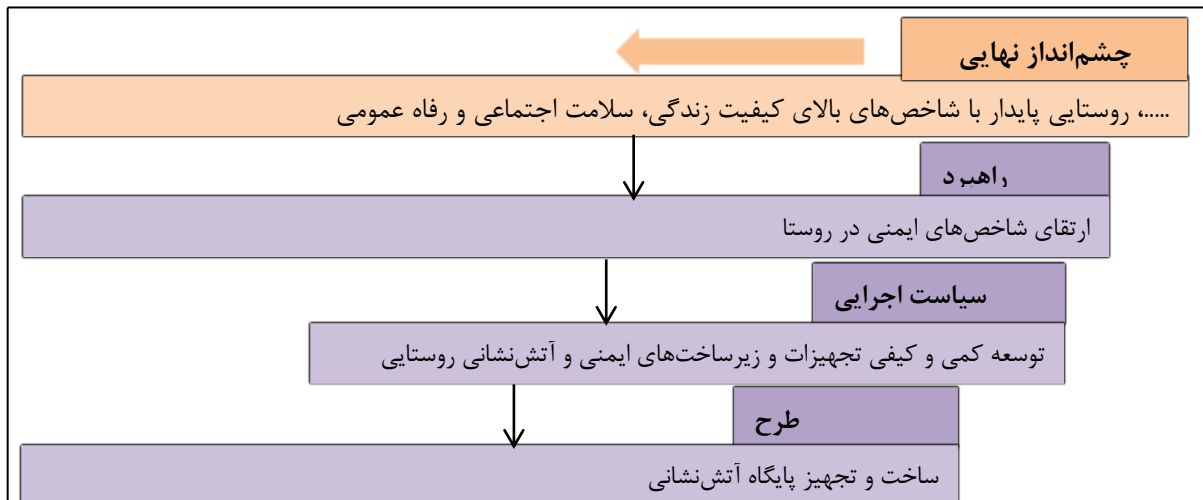 چشم‌انداز نهایی
.....، روستایی پایدار با شاخص‌های بالای کیفیت زندگی، سلامت اجتماعی و رفاه عمومی
راهبرد
ارتقای شاخص‌های ایمنی در روستا
سیاست اجرایی
توسعه کمی و کیفی تجهیزات و زیرساخت‌های ایمنی و آتش‌نشانی روستایی
طرح
ساخت و تجهیز پایگاه آتش‌نشانی